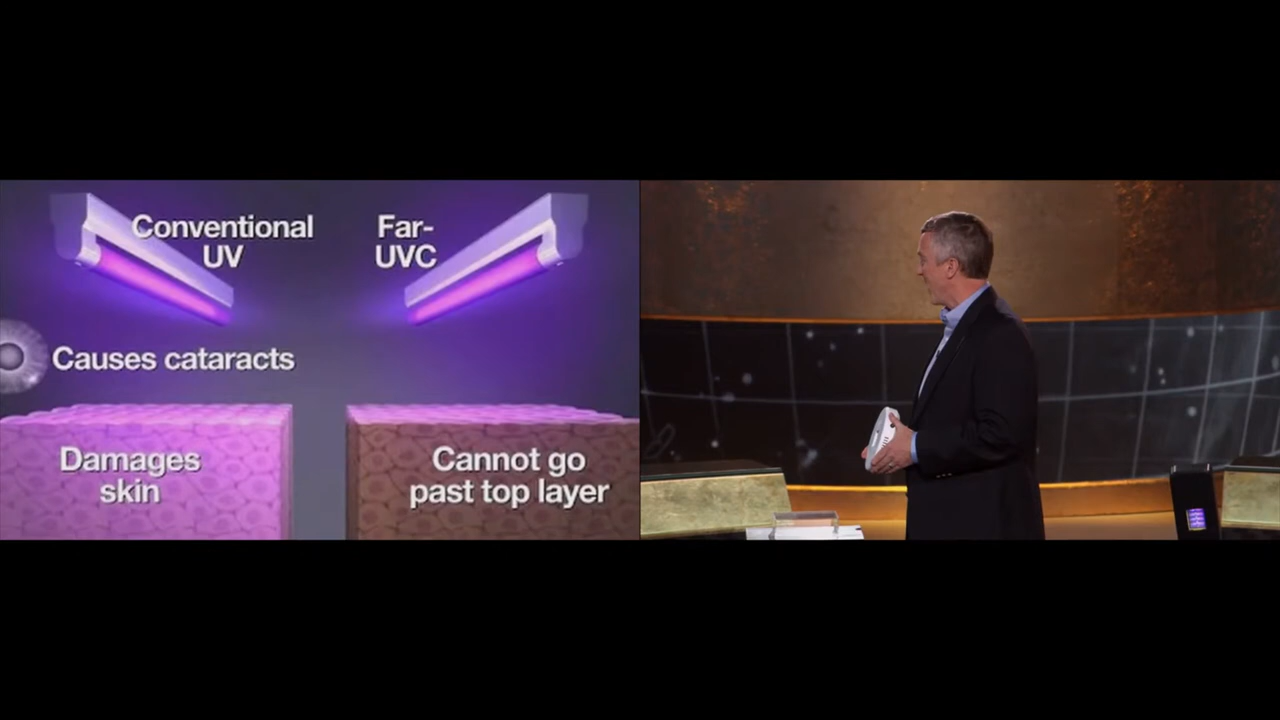 Conventional
UV
Far-
UVC
Causes cataracts
Damages
skin
Cannot go
past top layer